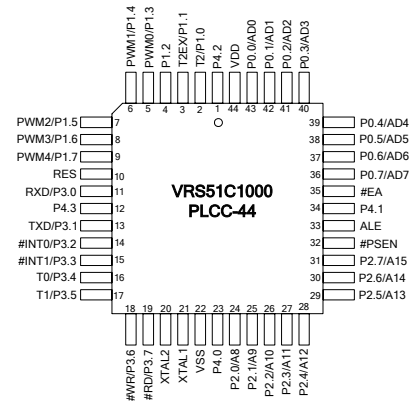 PWM1/P1.4
PWM0/P1.3
P1.2
T2EX/P1.1
T2/P1.0
P4.2
VDD
P0.0/AD0
P0.1/AD1
P0.2/AD2
P0.3/AD3
6 5 4 3 2 1 44 43 42 41 40
PWM2/P1.5 7
PWM3/P1.6 8
PWM4/P1.7 9
RES 10
RXD/P3.0 11
P4.3 12
TXD/P3.1 13
#INT0/P3.2 14
#INT1/P3.3 15
T0/P3.4 16
T1/P3.5 17
VRS51C1000
PLCC-44
39 P0.4/AD4
38 P0.5/AD5
37 P0.6/AD6
36 P0.7/AD7
35 #EA
34 P4.1
33 ALE
32 #PSEN
31 P2.7/A15
30 P2.6/A14
29 P2.5/A13
18 19 20 21 22 23 24 25 26 27 28
#WR/P3.6
#RD/P3.7
XTAL2
XTAL1
VSS
P4.0
P2.0/A8
P2.1/A9
P2.2/A10
P2.3/A11
P2.4/A12